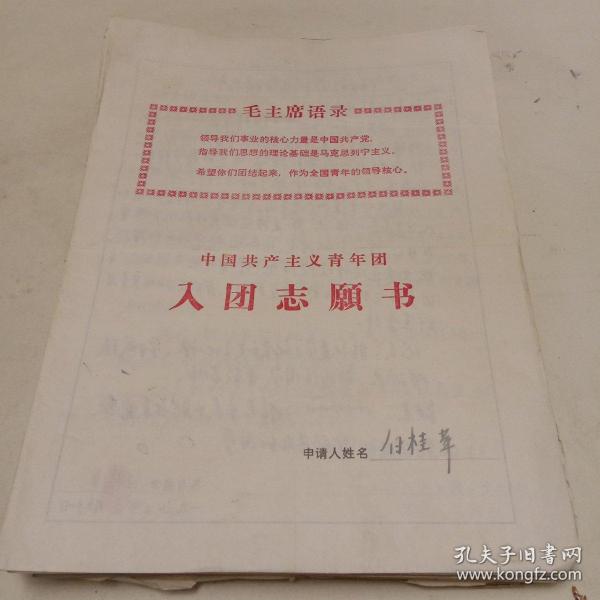 毛主席语录
领导我们事业的核心力量是中国共产党,
指导我们思想的理论基础是马克思列宁主义。
希望你们团结起来,作为全国青年的领导核心。
中国共产主义青年团
入团志願书
申请人姓名 付桂苹
孔夫子旧书网
www.kongfz.com